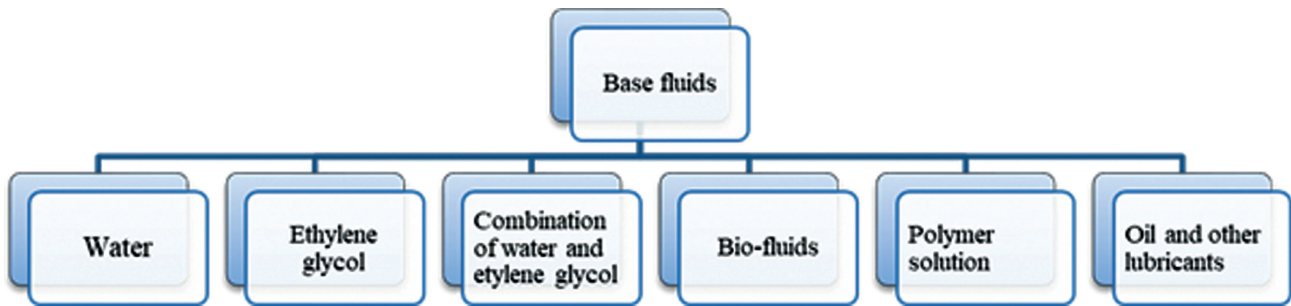 Base fluids
Water
Ethylene
glycol
Combination
of water and
etylene glycol
Bio-fluids
Polymer
solution
Oil and other
lubricants